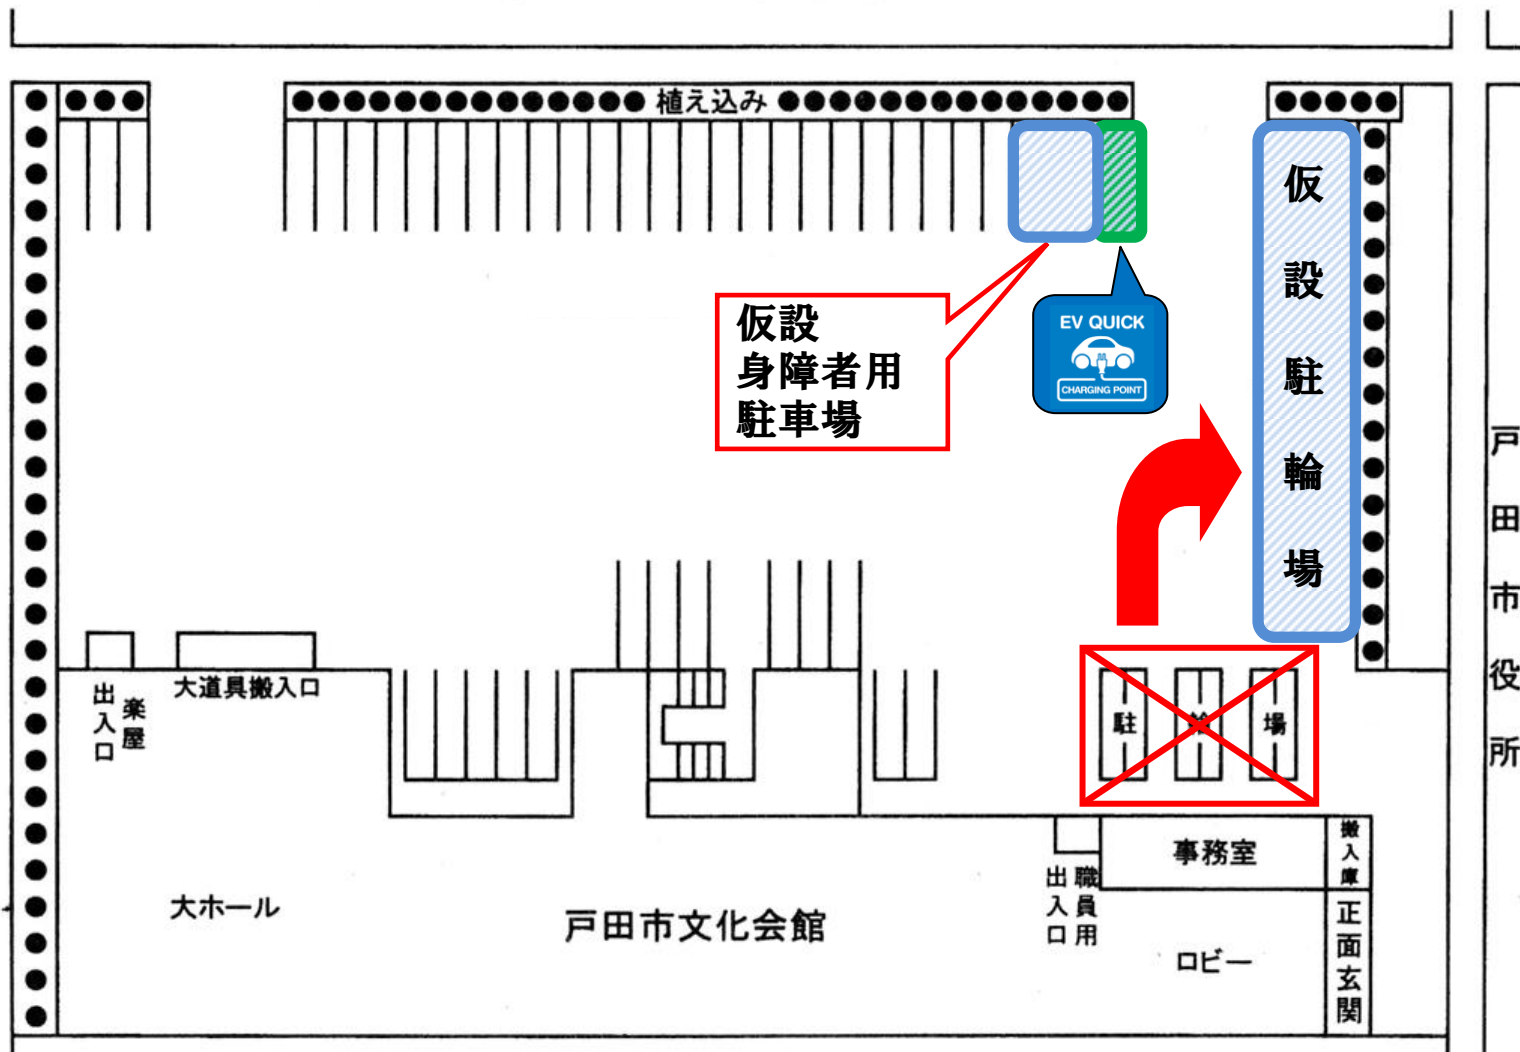 植え込み
仮設駐輪場
仮設
身障者用
駐車場
EV QUICK
CHARGING POINT
戸田市役所
楽屋
出入口
大道具搬入口
駐輪場
事務室
搬入庫
職員用
出入口
大ホール
戸田市文化会館
ロビー
正面玄関